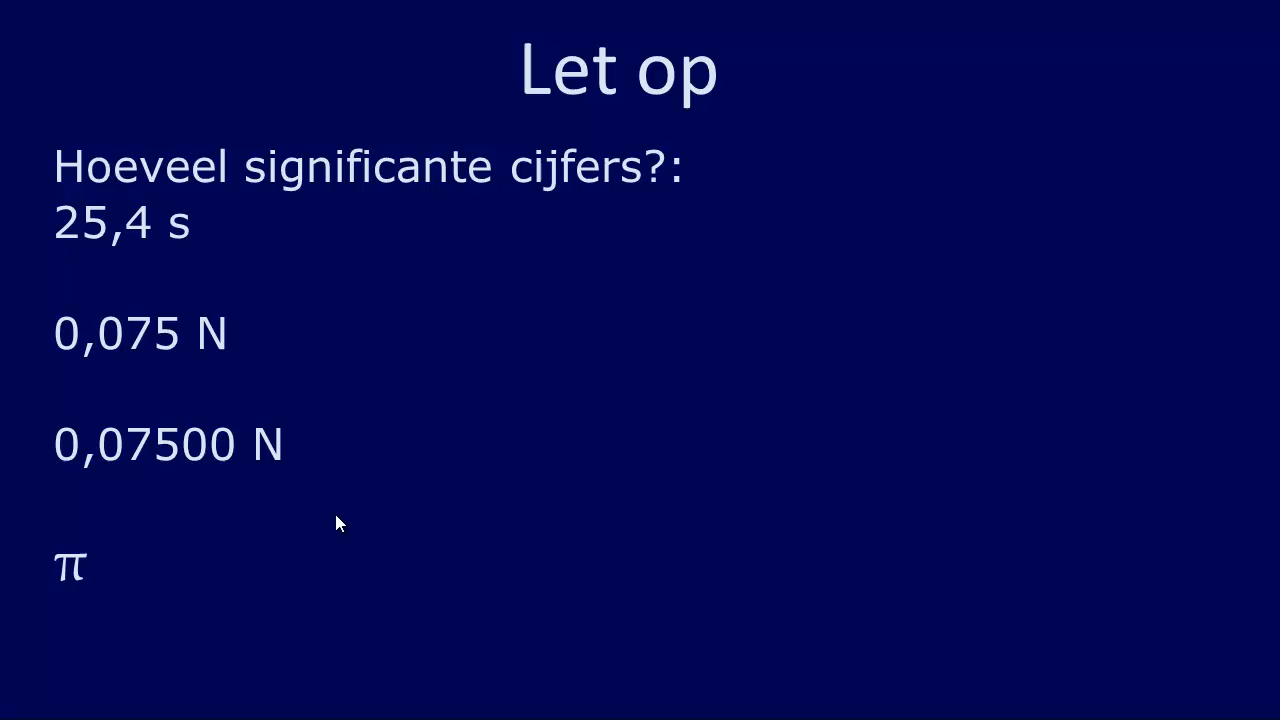 Let op
Hoeveel significante cijfers?:
25,4 s
0,075 N
0,07500 N
π